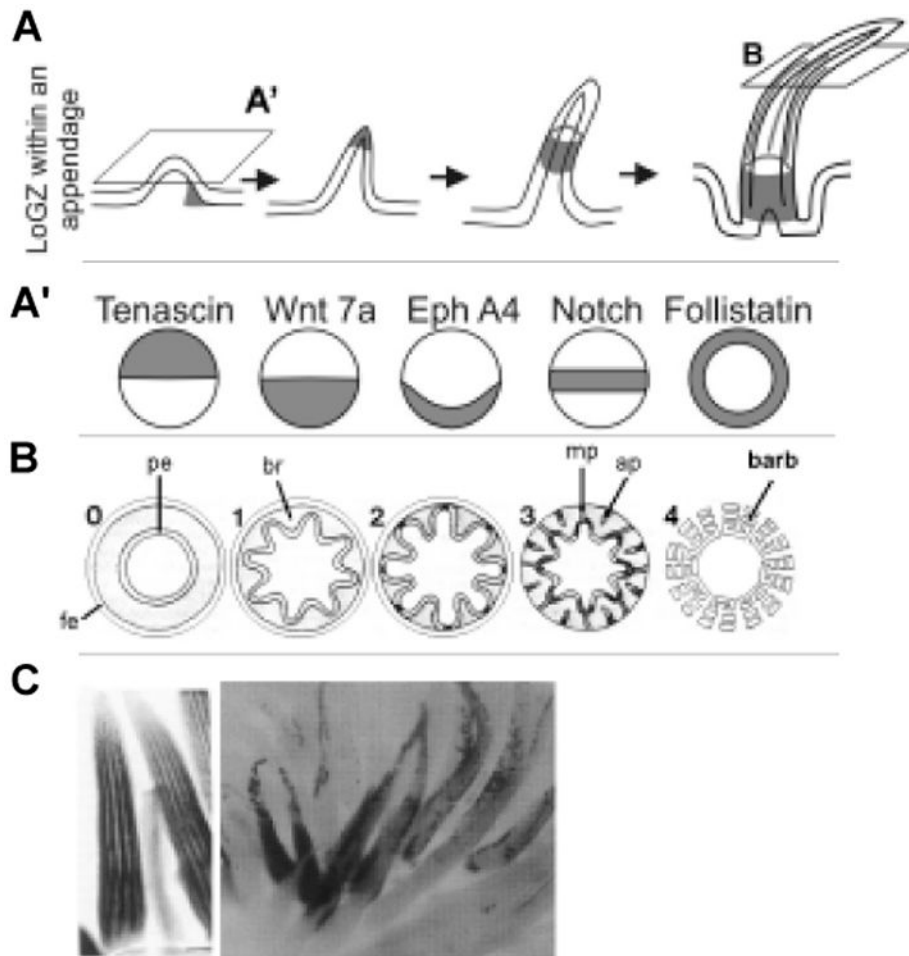 A
LoGZ within an
appendage
A'
B
A'
Tenascin Wnt 7a Eph A4 Notch Follistatin
B
pe br mp ap barb
0 1 2 3 4
fe
C